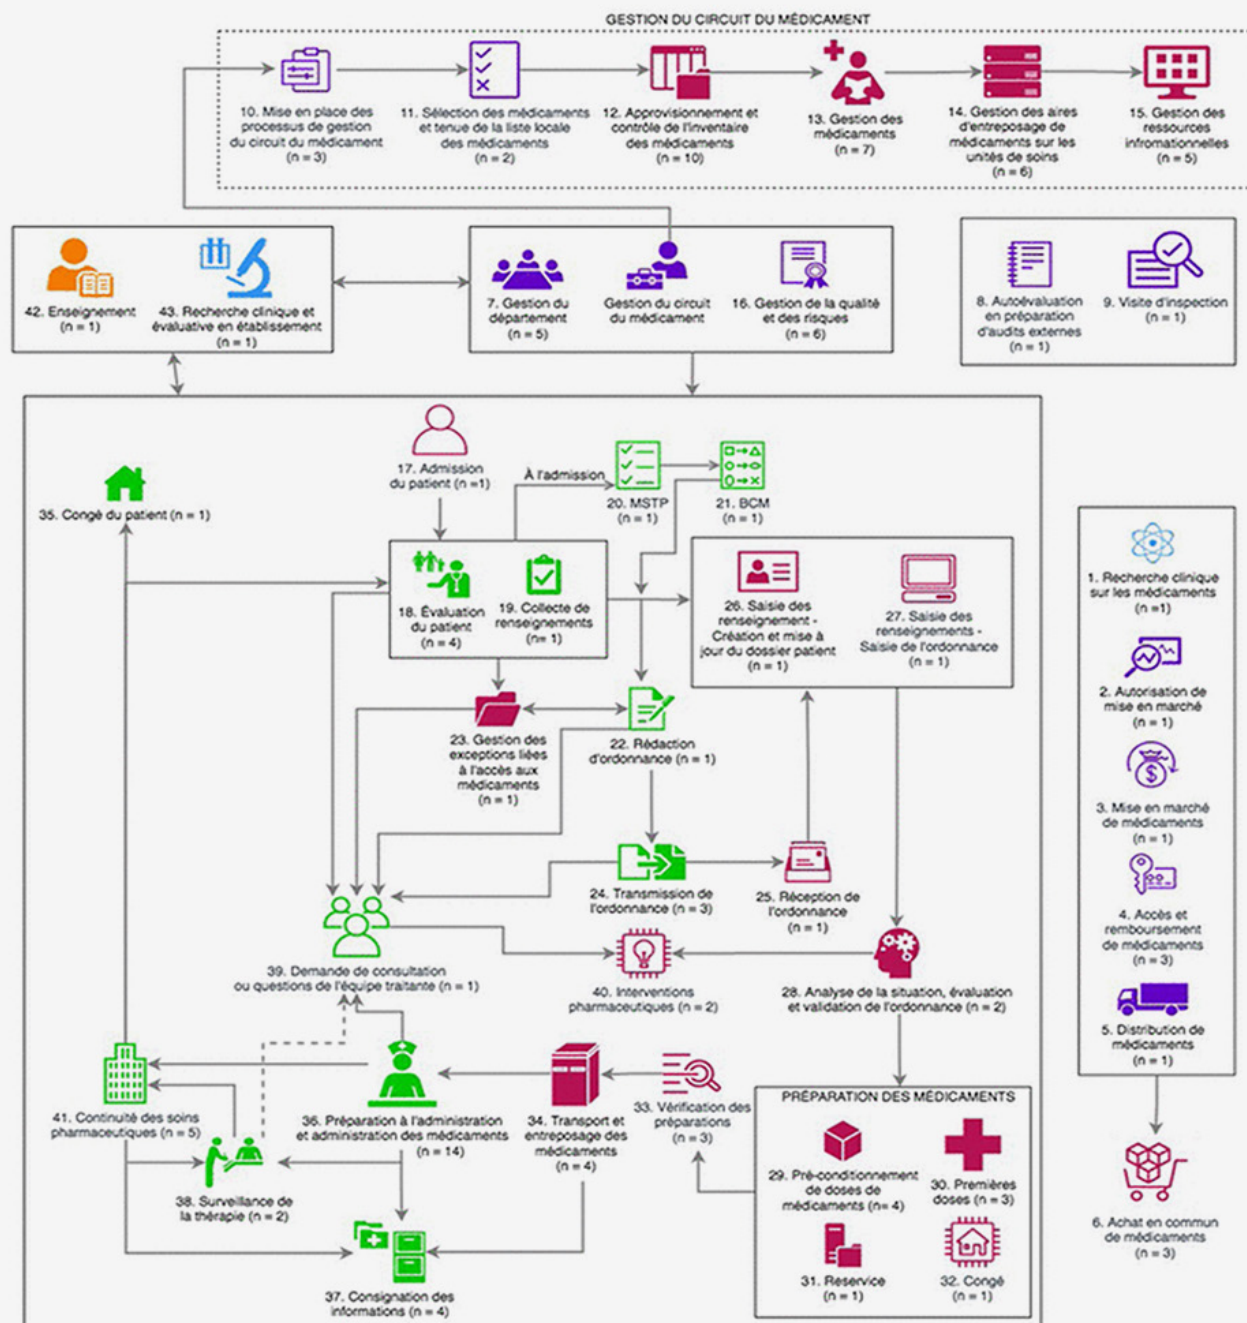 GESTION DU CIRCUIT DU MÉDICAMENT
10. Mise en place des
processus de gestion
du circuit du médicament
(n = 3)
11. Sélection des médicaments
et tenue de la liste locale
des médicaments
(n = 2)
12. Approvisionnement et
contrôle de l'inventaire
des médicaments
(n = 10)
13. Gestion des
médicaments
(n = 7)
14. Gestion des aires
d'entreposage de
médicaments sur les
unités de soins
(n = 6)
15. Gestion des
ressources
infromationnelles
(n = 5)
42. Enseignement
(n = 1)
43. Recherche clinique et
évaluative en établissement
(n = 1)
7. Gestion du
département
(n = 5)
Gestion du circuit
du médicament
16. Gestion de la qualité
et des risques
(n = 6)
8. Autoévaluation
en préparation
d'audits externes
(n = 1)
9. Visite d'inspection
(n = 1)
17. Admission
du patient (n =1)
À l'admission
20. MSTP
(n = 1)
21. BCM
(n = 1)
35. Congé du patient (n = 1)
18. Évaluation
du patient
(n = 4)
19. Collecte de
renseignements
(n= 1)
26. Saisie des
renseignement -
Création et mise à
jour du dossier patient
(n = 1)
27. Saisie des
renseignements -
Saisie de l'ordonnance
(n = 1)
23. Gestion des
exceptions liées
à l'accès aux
médicaments
(n = 1)
22. Rédaction
d'ordonnance (n = 1)
24. Transmission de
l'ordonnance (n = 3)
25. Réception de
l'ordonnance
(n = 1)
39. Demande de consultation
ou questions de l'équipe traitante (n = 1)
40. Interventions
pharmaceutiques (n = 2)
28. Analyse de la situation, évaluation
et validation de l'ordonnance (n = 2)
41. Continuité des soins
pharmaceutiques (n = 5)
36. Préparation à l'administration
et administration des médicaments
(n = 14)
34. Transport et
entreposage des
médicaments
(n = 4)
33. Vérification des
préparations
(n = 3)
38. Surveillance de
la thérapie (n = 2)
37. Consignation des
informations (n = 4)
PRÉPARATION DES MÉDICAMENTS
29. Pré-conditionnement
de doses de
médicaments (n= 4)
30. Premières
doses (n = 3)
31. Reservice
(n = 1)
32. Congé
(n = 1)
1. Recherche clinique
sur les médicaments
(n =1)
2. Autorisation de
mise en marché
(n = 1)
3. Mise en marché
de médicaments
(n = 1)
4. Accès et
remboursement
de médicaments
(n = 3)
5. Distribution de
médicaments
(n = 1)
6. Achat en commun
de médicaments
(n = 3)